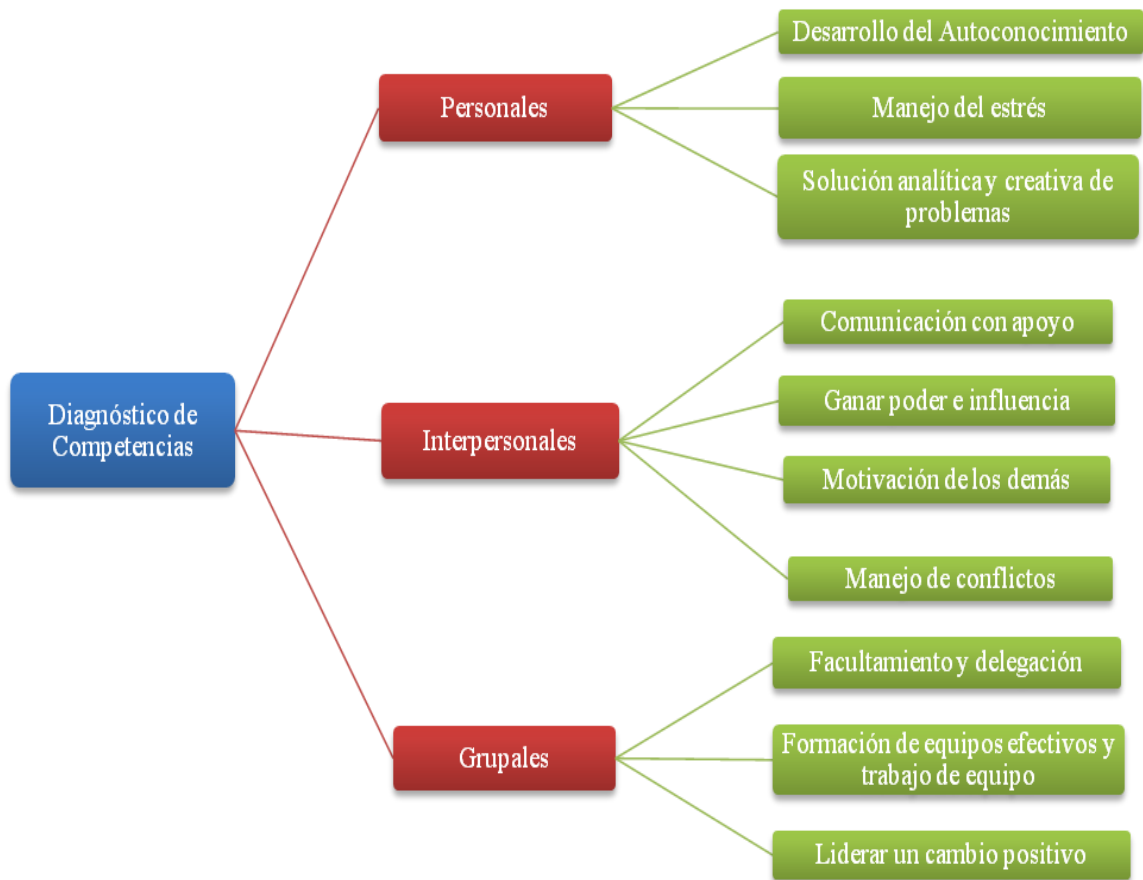 Diagnóstico de
Competencias
Personales
Desarrollo del Autoconocimiento
Manejo del estrés
Solución analítica y creativa de
problemas
Interpersonales
Comunicación con apoyo
Ganar poder e influencia
Motivación de los demás
Manejo de conflictos
Grupales
Facultamiento y delegación
Formación de equipos efectivos y
trabajo de equipo
Liderar un cambio positivo